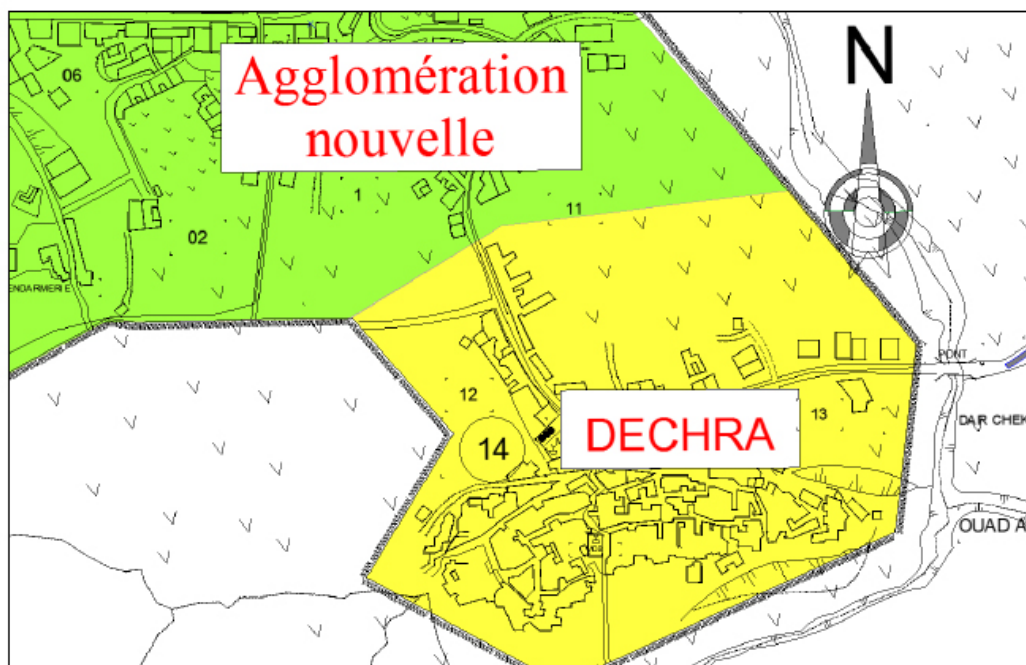 06
Agglomération
nouvelle
N
1
11
02
ENDARMERIE
PONT
12
DECHRA
13
DAR CHEK
14
OUAD A